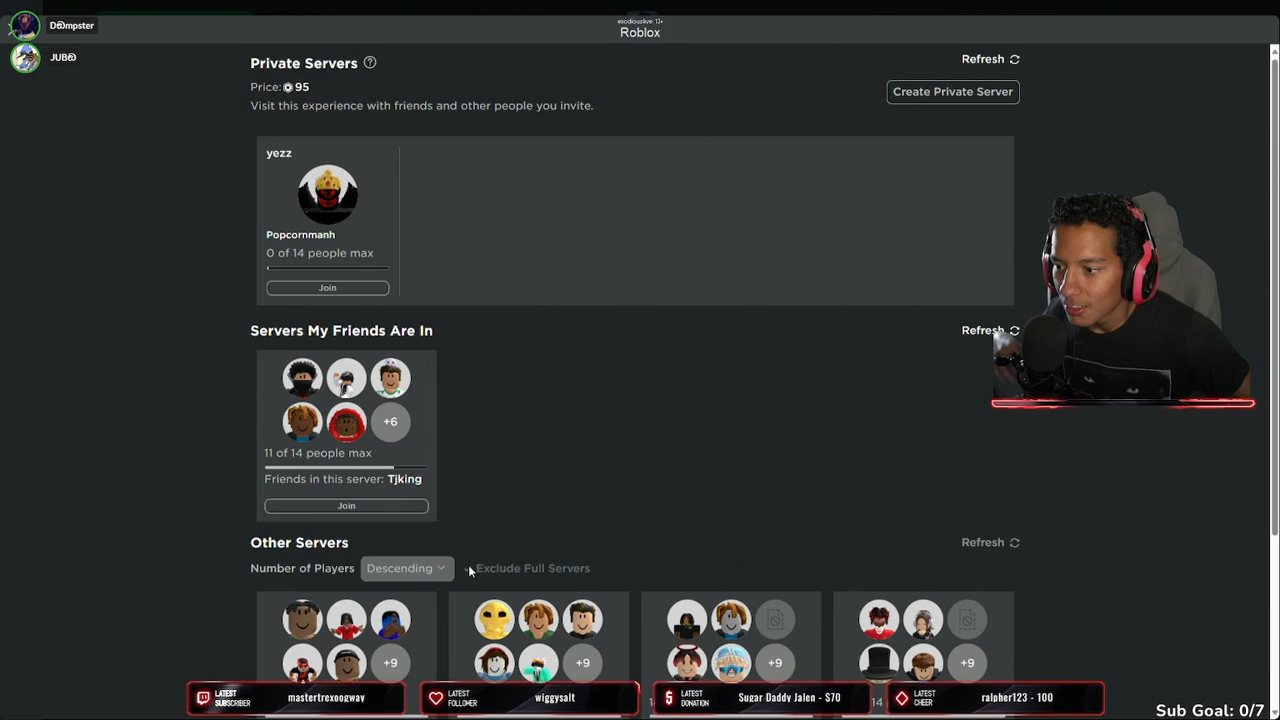 D@mpster
JUB@
esodiouslive: 13+
Roblox
Private Servers
Refresh
Price: 95
Create Private Server
Visit this experience with friends and other people you invite.
yezz
Popcornmanh
0 of 14 people max
Join
Servers My Friends Are In
Refresh
+6
11 of 14 people max
Friends in this server: Tjking
Join
Other Servers
Refresh
Number of Players Descending Exclude Full Servers
+9 +9 +9 +9
LATEST SUBSCRIBER mastertrexoogway
LATEST FOLLOWER wiggysalt
LATEST DONATION Sugar Daddy Jalen - $70
LATEST CHEER ralpher123 - 100
Sub Goal: 0/7